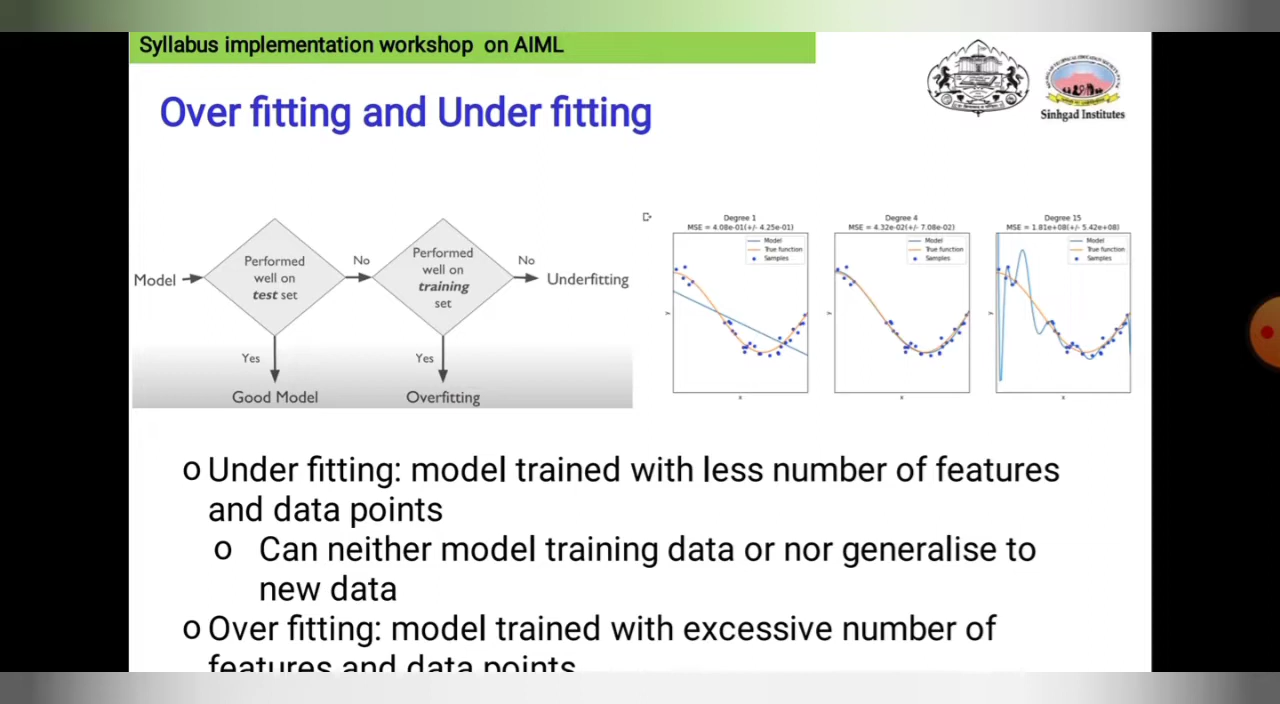 Syllabus implementation workshop on AIML
Sinhgad Institutes
Over fitting and Under fitting
Model
Performed
well on
test set
No
Performed
well on
training
set
No
Underfitting
Yes
Good Model
Yes
Overfitting
Degree 1
MSE = 4.08e-01(+/- 4.25e-01)
Model
True function
Samples
y
x
Degree 4
MSE = 4.32e-02(+/- 7.08e-02)
Model
True function
Samples
y
x
Degree 15
MSE = 1.81e+08(+/- 5.42e+08)
Model
True function
Samples
y
x
o Under fitting: model trained with less number of features
and data points
o Can neither model training data or nor generalise to
new data
o Over fitting: model trained with excessive number of
features and data points